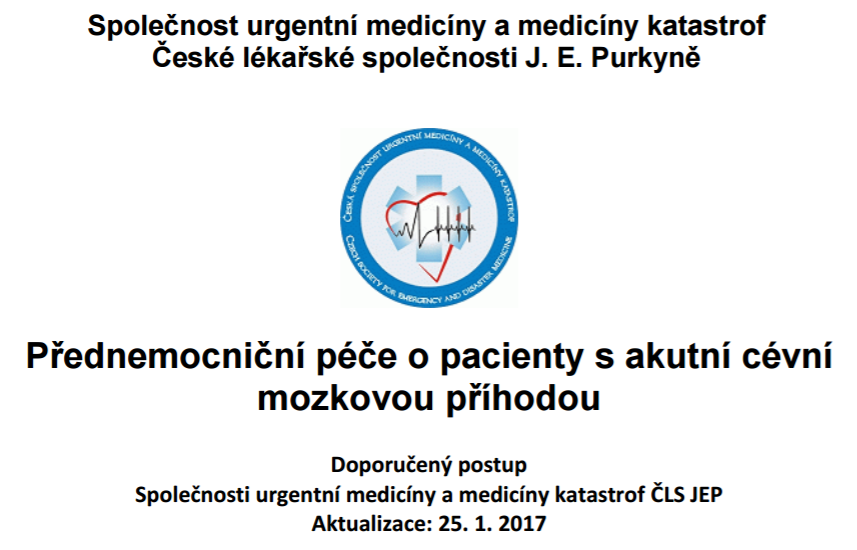 Společnost urgentní medicíny a medicíny katastrof
České lékařské společnosti J. E. Purkyně
ČESKÁ SPOLEČNOST URGENTNÍ MEDICÍNY A MEDICÍNY KATASTROF
CZECH SOCIETY FOR EMERGENCY AND DISASTER MEDICINE
Přednemocniční péče o pacienty s akutní cévní
mozkovou příhodou
Doporučený postup
Společnosti urgentní medicíny a medicíny katastrof ČLS JEP
Aktualizace: 25. 1. 2017